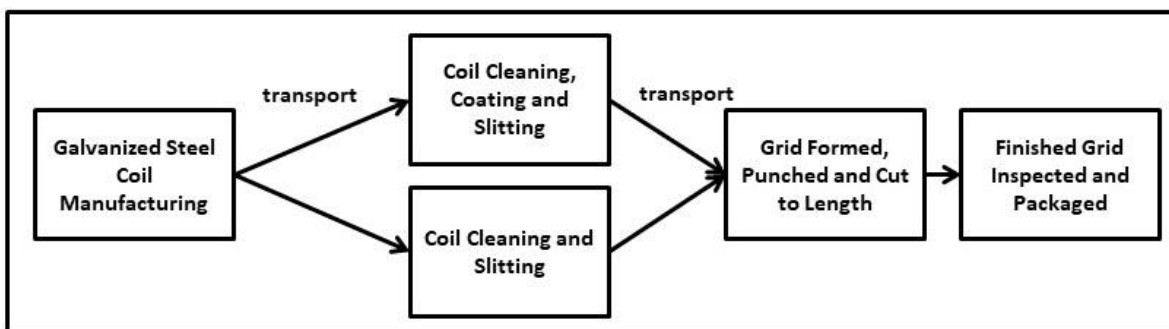 Galvanized Steel
Coil
Manufacturing
transport
Coil Cleaning,
Coating and
Slitting
Coil Cleaning and
Slitting
transport
Grid Formed,
Punched and Cut
to Length
Finished Grid
Inspected and
Packaged